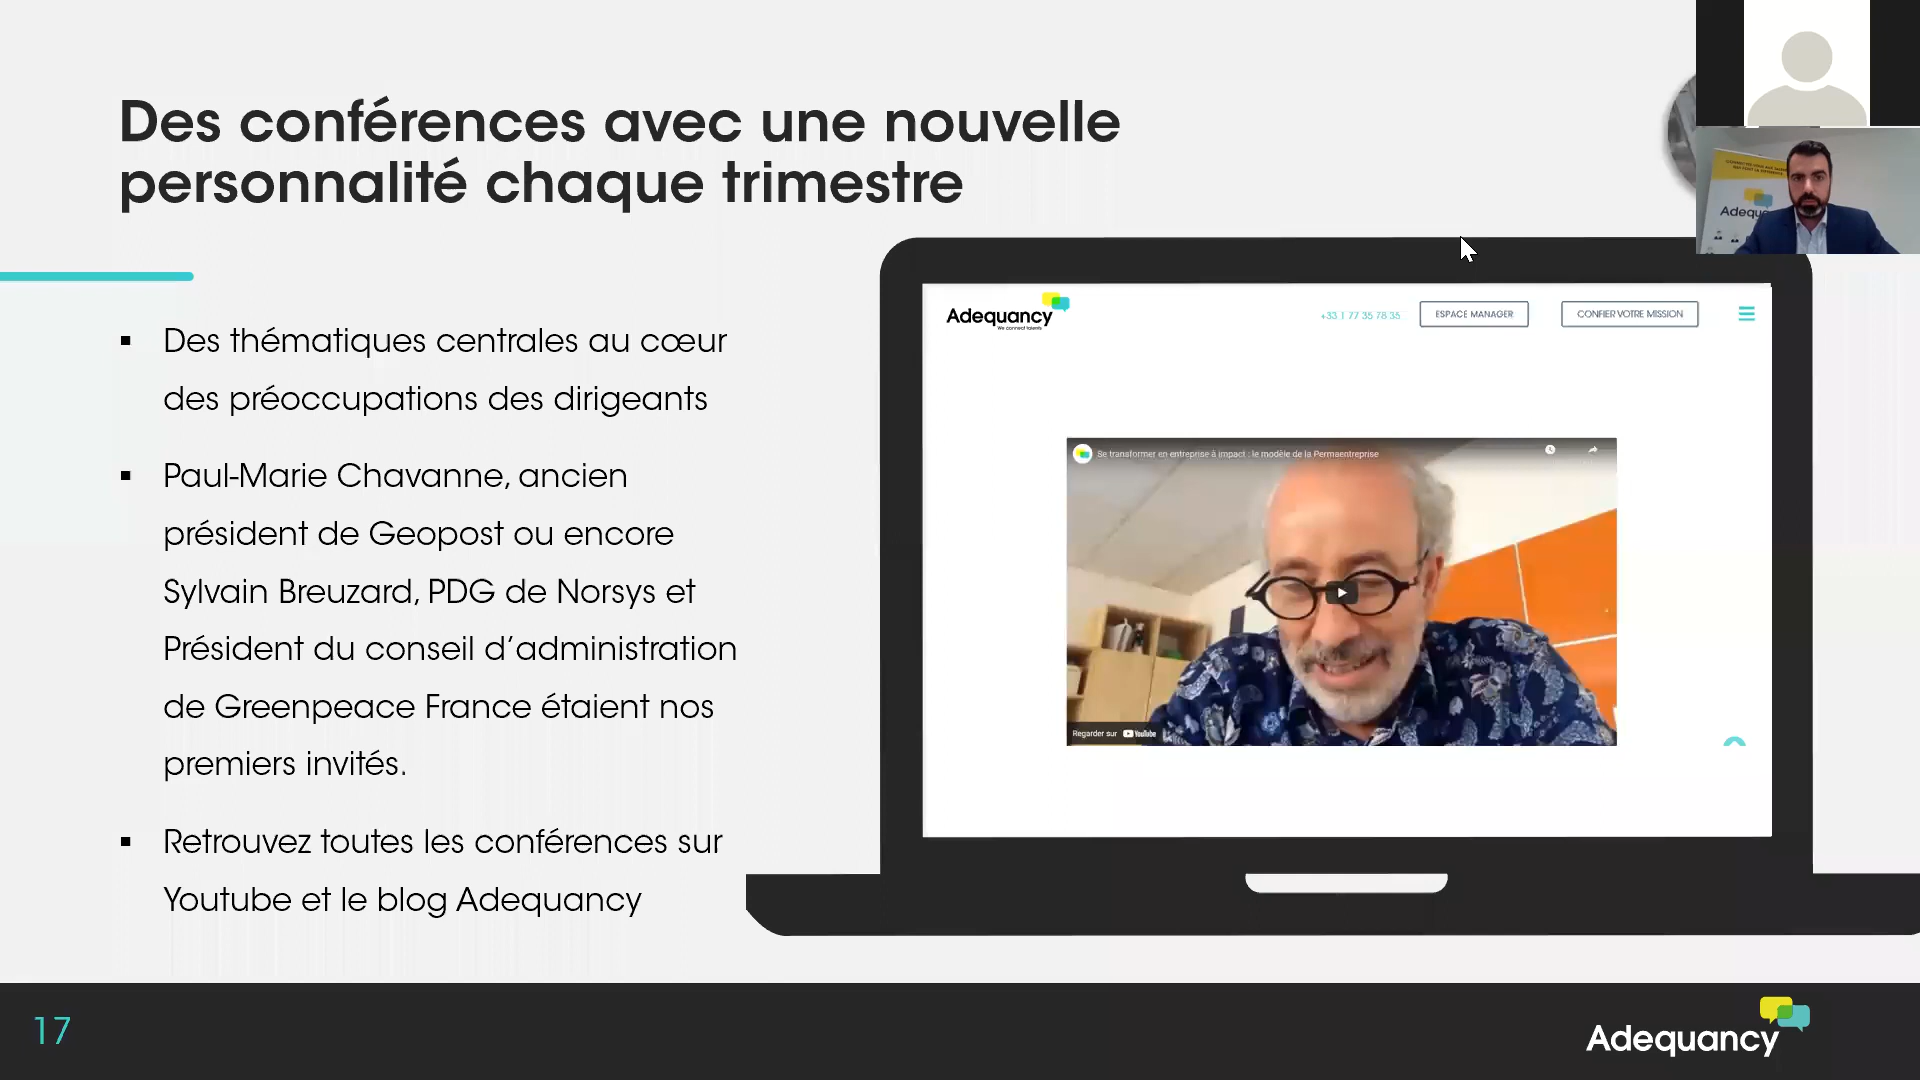 Des conférences avec une nouvelle
personnalité chaque trimestre
▪ Des thématiques centrales au cœur
des préoccupations des dirigeants
▪ Paul-Marie Chavanne, ancien
président de Geopost ou encore
Sylvain Breuzard, PDG de Norsys et
Président du conseil d’administration
de Greenpeace France étaient nos
premiers invités.
▪ Retrouvez toutes les conférences sur
Youtube et le blog Adequancy
Adequancy
We connect talents
+33 1 77 35 78 35
ESPACE MANAGER
CONFIER VOTRE MISSION
Se transformer en entreprise à impact : le modèle de la Permaentreprise
Regarder sur YouTube
Adequ
17
Adequancy